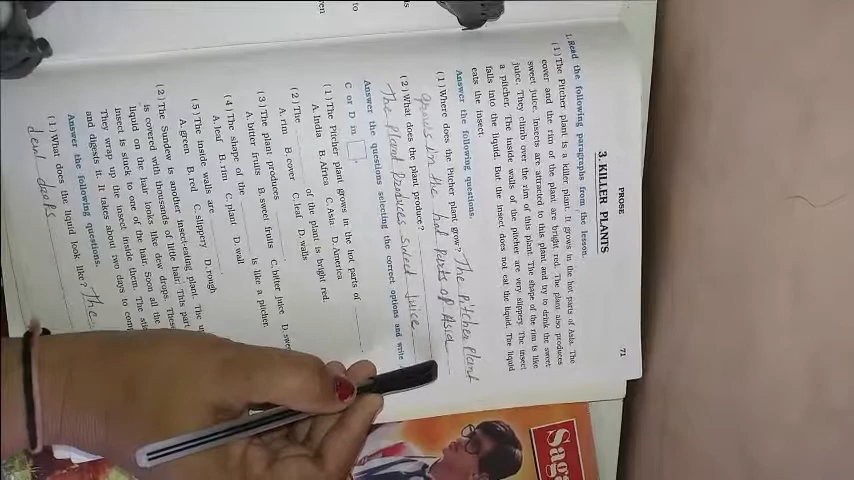 71
PROSE
3. KILLER PLANTS
1. Read the following paragraphs from the lesson.
(1) The Pitcher plant is a killer plant. It grows in the hot parts of Asia. The
cover and the rim of the plant are bright red. The plant also produces
sweet juice. Insects are attracted to this plant and try to drink the sweet
juice. They climb over the rim of this plant. The shape of the rim is like
a pitcher. The inside walls of the pitcher are very slippery. The insect
falls into the liquid. But the insect does not eat the liquid. The liquid
eats the insect.
Answer the following questions.
(1) Where does the Pitcher plant grow? The Pitcher Plant
grows in the hot Parts of Asia
(2) What does the plant produce?
The Plant Produces sweet Juice
Answer the questions selecting the correct options and write
C or D in
(1) The Pitcher plant grows in the hot parts of
A. India B. Africa C. Asia D. America
(2) The of the plant is bright red.
A. rim B. cover C. leaf D. walls
(3) The plant produces
A. bitter fruits B. sweet fruits C. bitter juice D.
(4) The shape of the is like a pitcher.
A. leaf B. rim C. plant D. wall
(5) The inside walls are
A. green B. red C. slippery D. rough
(2) The Sundew is another insect-eating plant. The
is covered with thousands of little hair. This part
liquid on the hair looks like dew drops. These
insect is stuck to one of the hair. Soon all the
They wrap up the insect inside them. The
and digests it. It takes about two days to
Answer the following questions.
(1) What does the liquid look like? The
Saga